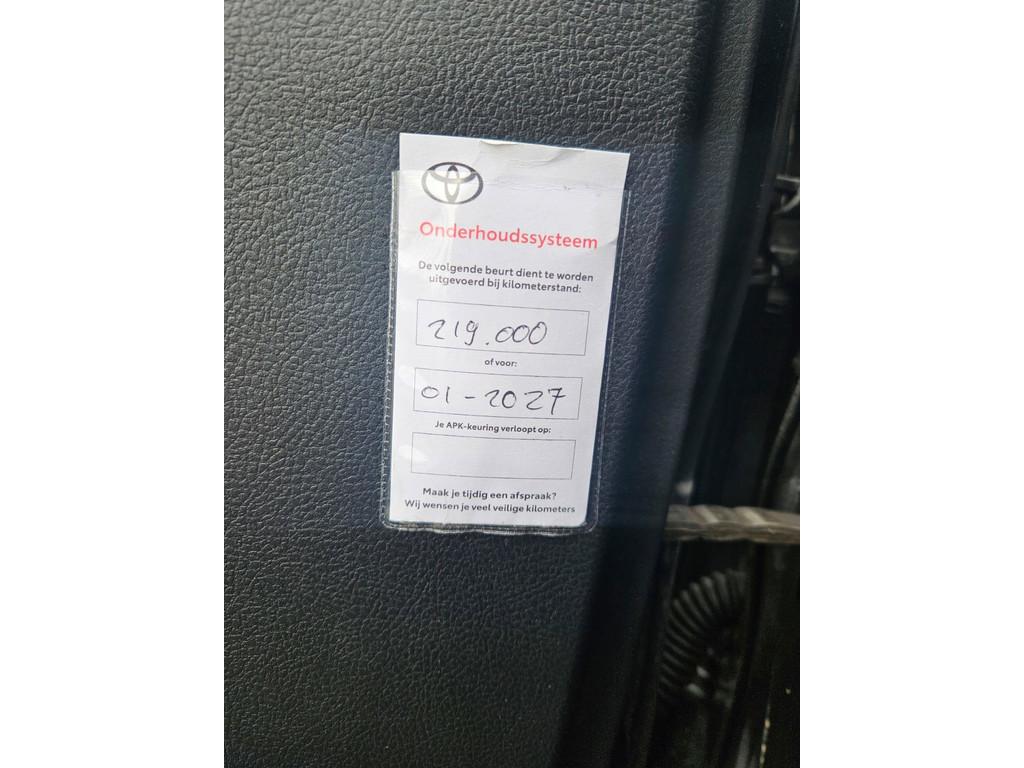 Onderhoudssysteem
De volgende beurt dient te worden
uitgevoerd bij kilometerstand:
219.000
of voor:
01-2027
Je APK-keuring verloopt op:
Maak je tijdig een afspraak?
Wij wensen je veel veilige kilometers